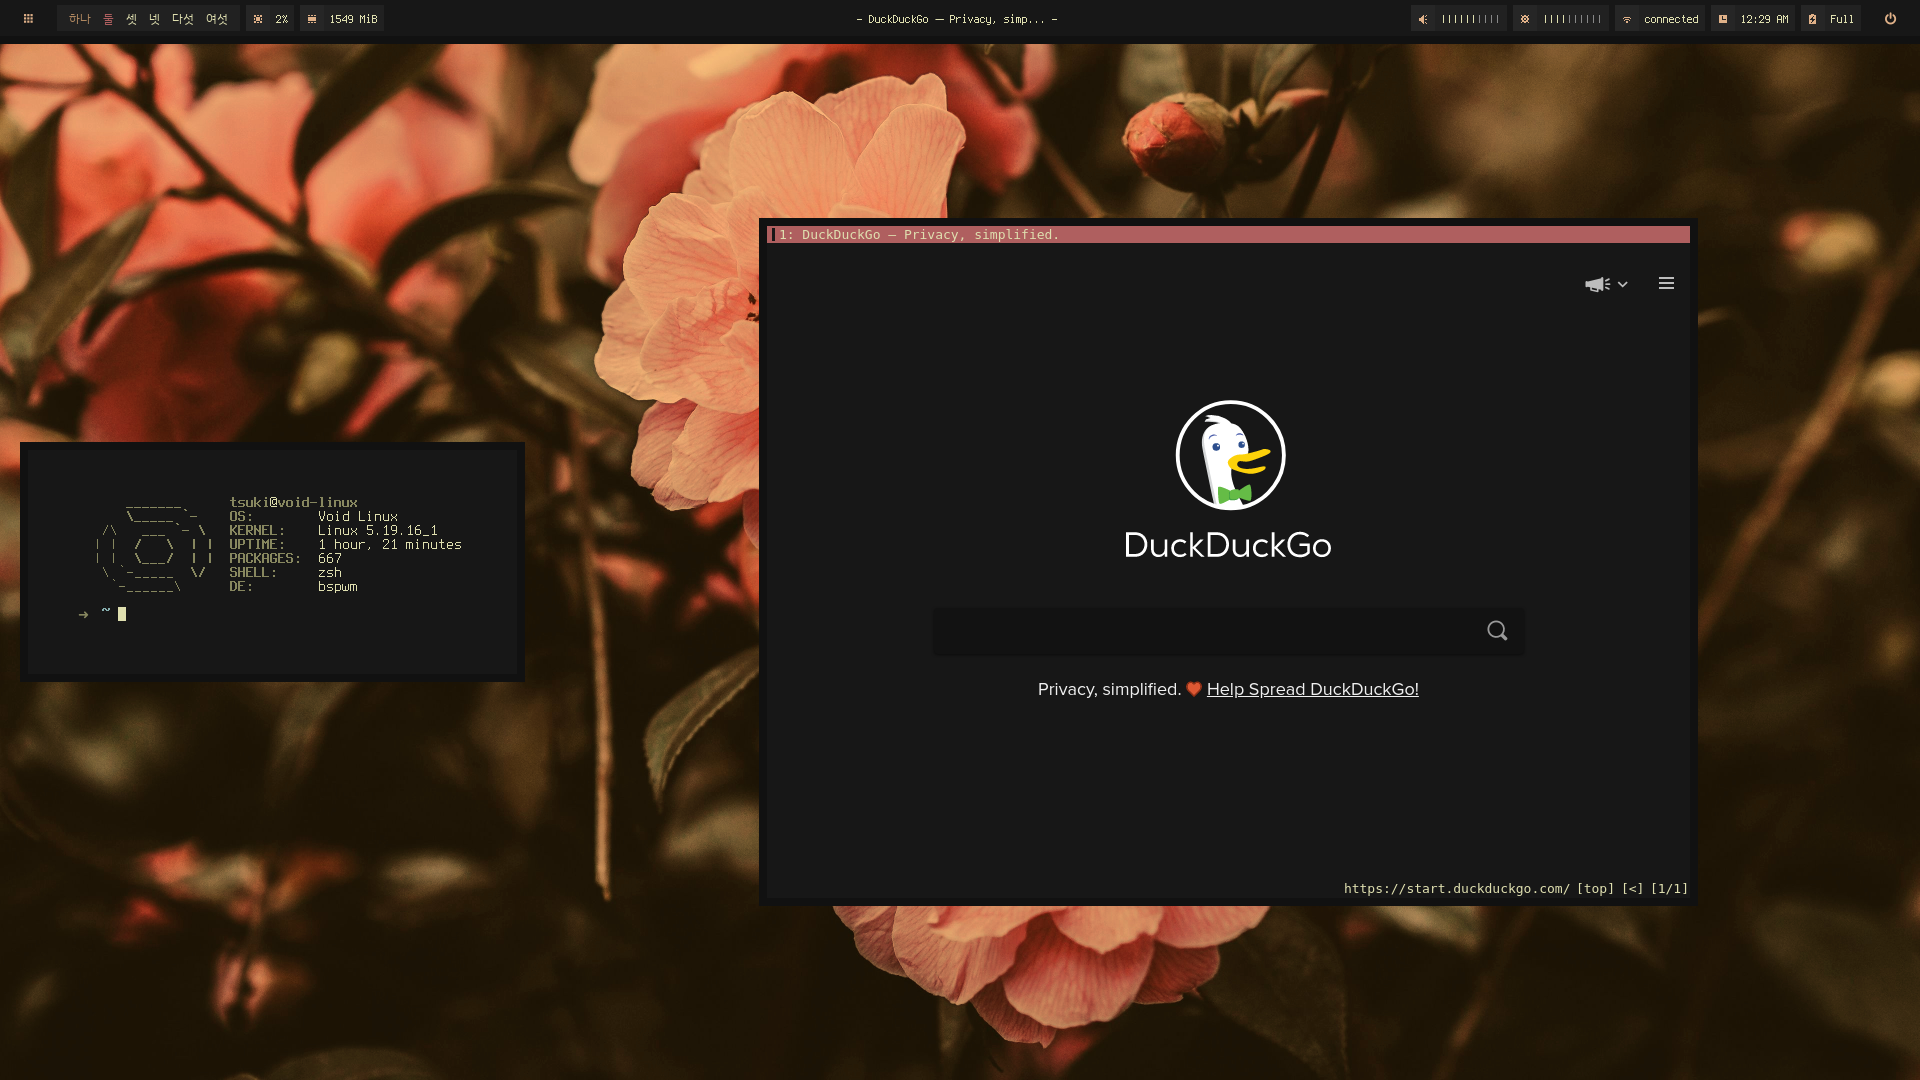 하나 둘 셋 넷 다섯 여섯 2% 1549 MiB – DuckDuckGo — Privacy, simp... – connected 12:29 AM Full
1: DuckDuckGo — Privacy, simplified.
DuckDuckGo
Privacy, simplified. Help Spread DuckDuckGo!
https://start.duckduckgo.com/ [top] [<] [1/1]
tsuki@void-linux
OS: Void Linux
KERNEL: Linux 5.19.16_1
UPTIME: 1 hour, 21 minutes
PACKAGES: 667
SHELL: zsh
DE: bspwm
➜ ~